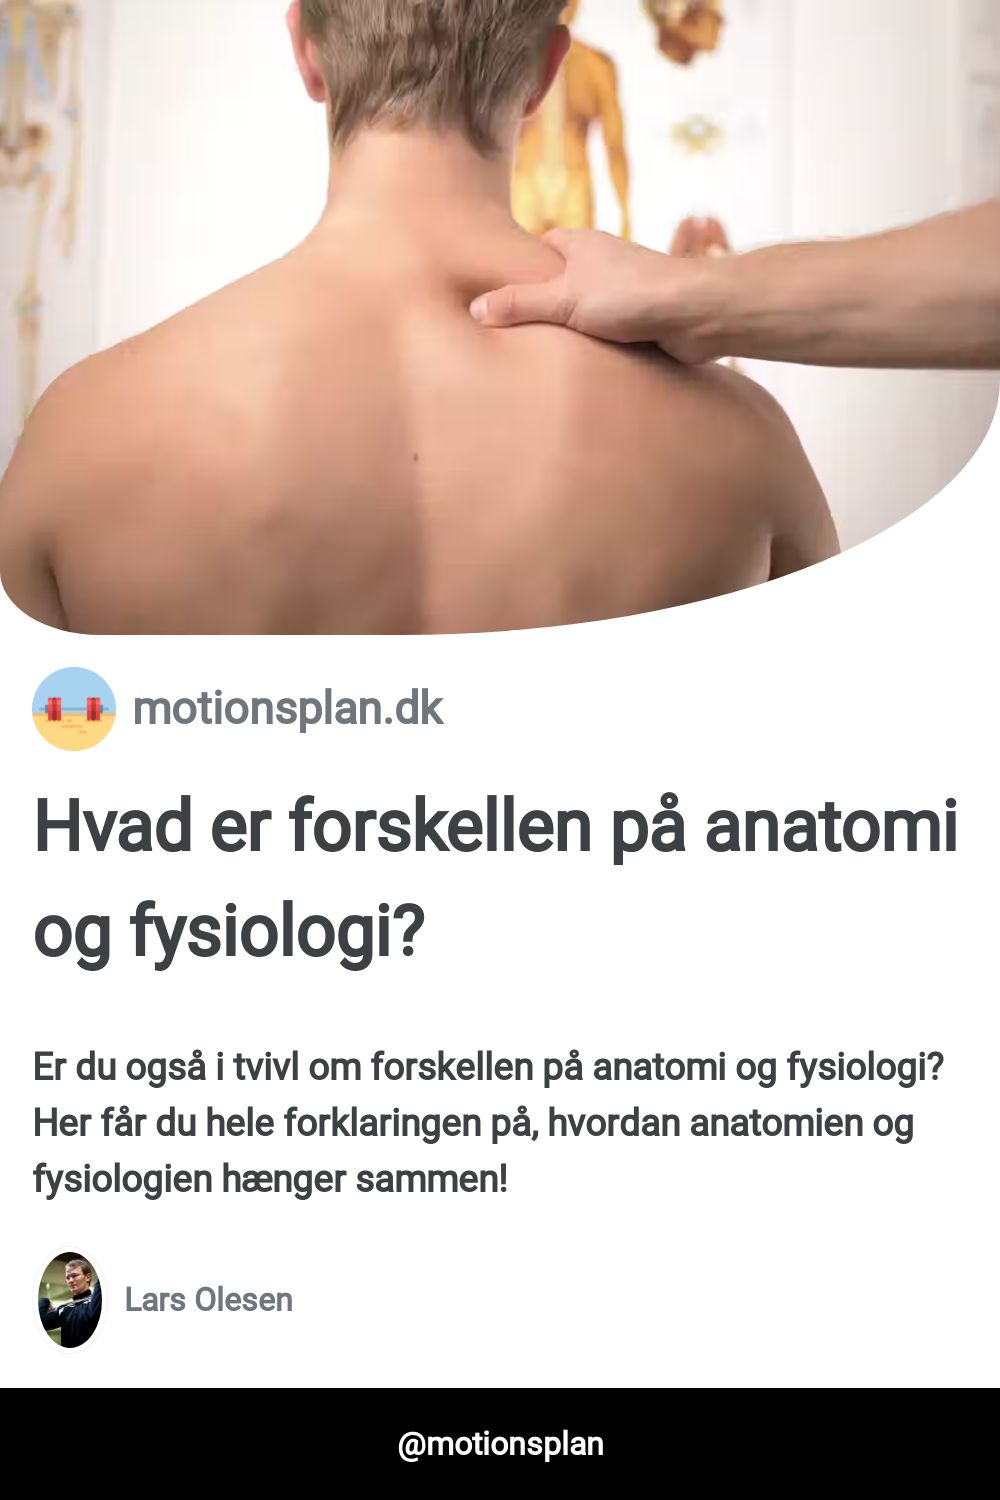 motionsplan.dk
Hvad er forskellen på anatomi
og fysiologi?
Er du også i tvivl om forskellen på anatomi og fysiologi?
Her får du hele forklaringen på, hvordan anatomien og
fysiologien hænger sammen!
Lars Olesen
@motionsplan